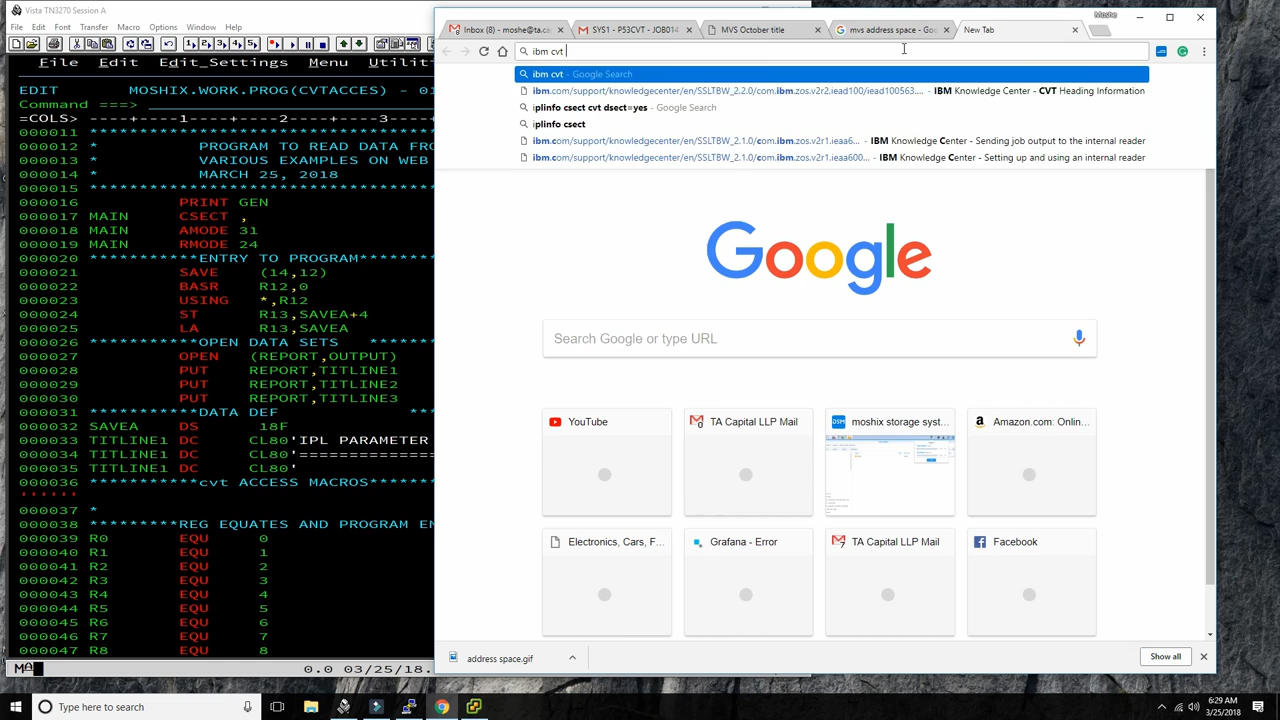 Vista TN3270 Session A
File Edit Font Transfer Macro Options Window Help
File Edit Edit_Settings Menu Utilit
EDIT MOSHIX.WORK.PROG(CVTACCES) - 01
Command ===>
=COLS> ----+----1----+----2----+----3----+
000011 ***********************************
000012 * PROGRAM TO READ DATA FRO
000013 * VARIOUS EXAMPLES ON WEB
000014 * MARCH 25, 2018
000015 ***********************************
000016 PRINT GEN
000017 MAIN CSECT ,
000018 MAIN AMODE 31
000019 MAIN RMODE 24
000020 **********ENTRY TO PROGRAM*******
000021 SAVE (14,12)
000022 BASR R12,0
000023 USING *,R12
000024 ST R13,SAVEA+4
000025 LA R13,SAVEA
000026 **********OPEN DATA SETS
000027 OPEN (REPORT,OUTPUT)
000028 PUT REPORT,TITLINE1
000029 PUT REPORT,TITLINE2
000030 PUT REPORT,TITLINE3
000031 **********DATA DEF ***
000032 SAVEA DS 18F
000033 TITLINE1 DC CL80'IPL PARAMETER
000034 TITLINE1 DC CL80'==============
000035 TITLINE1 DC CL80'
000036 **********cvt ACCESS MACROS*******
''''''
000037 *
000038 *********REG EQUATES AND PROGRAM EN
000039 R0 EQU 0
000040 R1 EQU 1
000041 R2 EQU 2
000042 R3 EQU 3
000043 R4 EQU 4
000044 R5 EQU 5
000045 R6 EQU 6
000046 R7 EQU 7
000047 R8 EQU 8
MA 0.0 03/25/18.
Moshe
Inbox (8) - moshe@ta.ca
SYS1 - P53CVT - JOB014
MVS October title
mvs address space - Goo
New Tab
ibm cvt
ibm cvt - Google Search
ibm.com/support/knowledgecenter/en/SSLTBW_2.2.0/com.ibm.zos.v2r2.iead100/iead100563.... - IBM Knowledge Center - CVT Heading Information
iplinfo csect cvt dsect=yes - Google Search
iplinfo csect
ibm.com/support/knowledgecenter/en/SSLTBW_2.1.0/com.ibm.zos.v2r1.ieaa6... - IBM Knowledge Center - Sending job output to the internal reader
ibm.com/support/knowledgecenter/en/SSLTBW_2.1.0/com.ibm.zos.v2r1.ieaa600... - IBM Knowledge Center - Setting up and using an internal reader
Google
Search Google or type URL
YouTube
TA Capital LLP Mail
DSM
moshix storage syst...
Amazon.com: Onlin...
Electronics, Cars, F...
Grafana - Error
TA Capital LLP Mail
Facebook
address space.gif
Show all
Type here to search
6:29 AM
3/25/2018